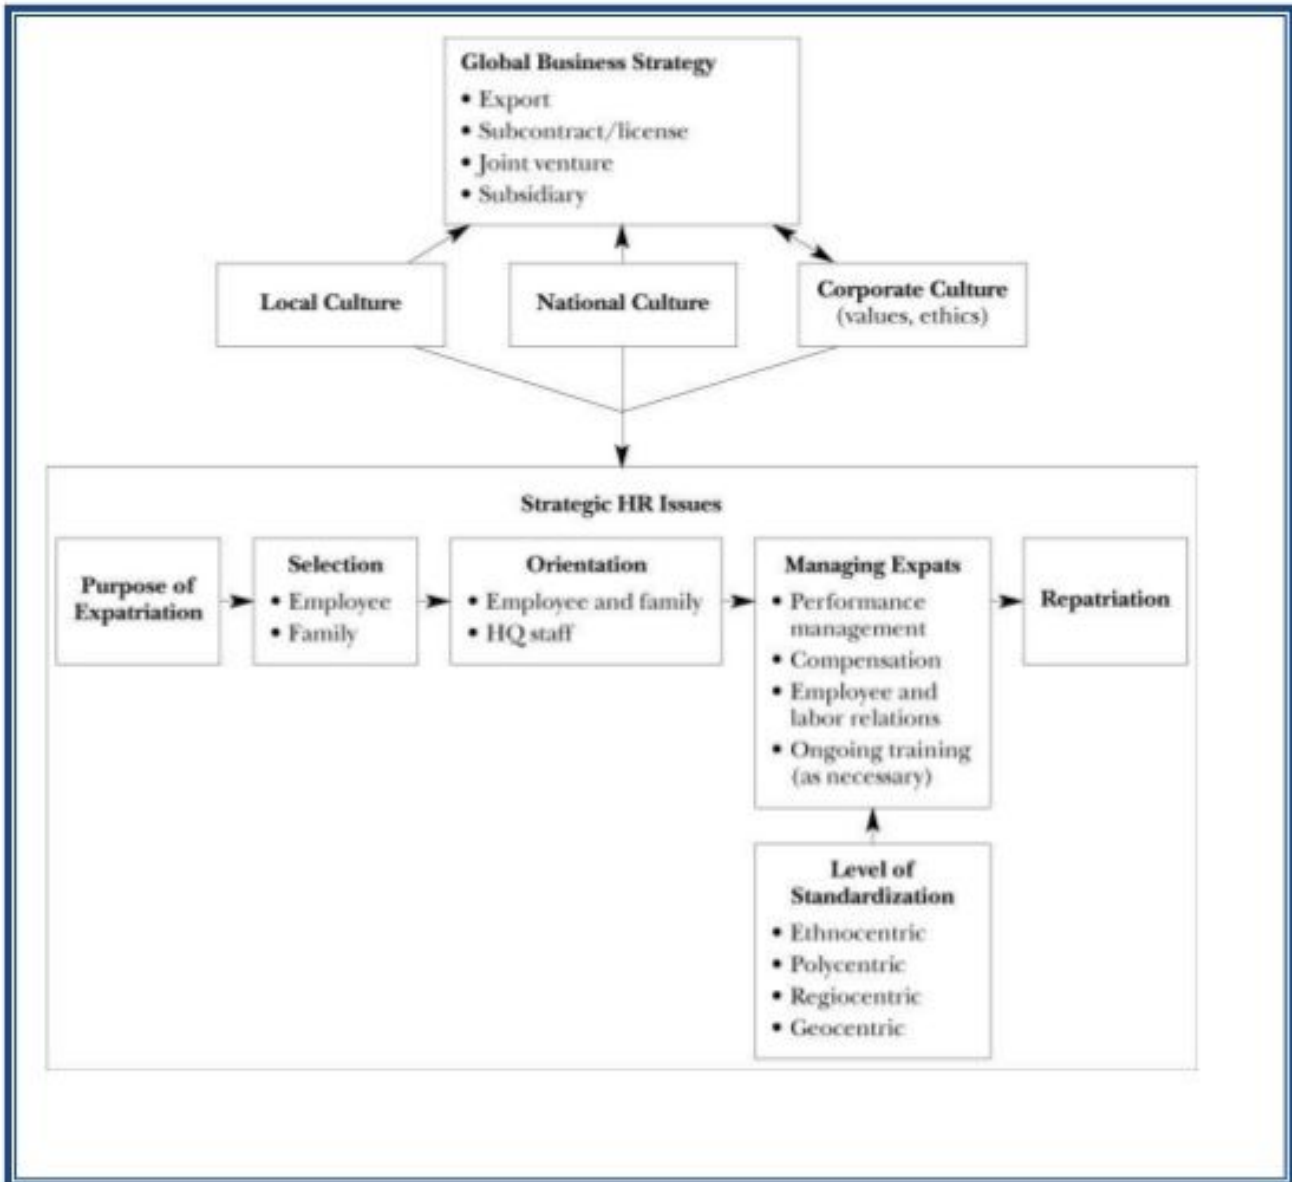 Global Business Strategy
• Export
• Subcontract/license
• Joint venture
• Subsidiary
Local Culture
National Culture
Corporate Culture
(values, ethics)
Strategic HR Issues
Purpose of
Expatriation
Selection
• Employee
• Family
Orientation
• Employee and family
• HQ staff
Managing Expats
• Performance
management
• Compensation
• Employee and
labor relations
• Ongoing training
(as necessary)
Repatriation
Level of
Standardization
• Ethnocentric
• Polycentric
• Regiocentric
• Geocentric